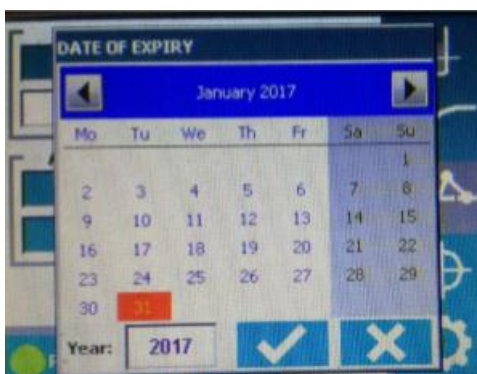 DATE OF EXPIRY
January 2017
Mo Tu We Th Fr Sa Su
1
2 3 4 5 6 7 8
9 10 11 12 13 14 15
16 17 18 19 20 21 22
23 24 25 26 27 28 29
30 31
Year: 2017